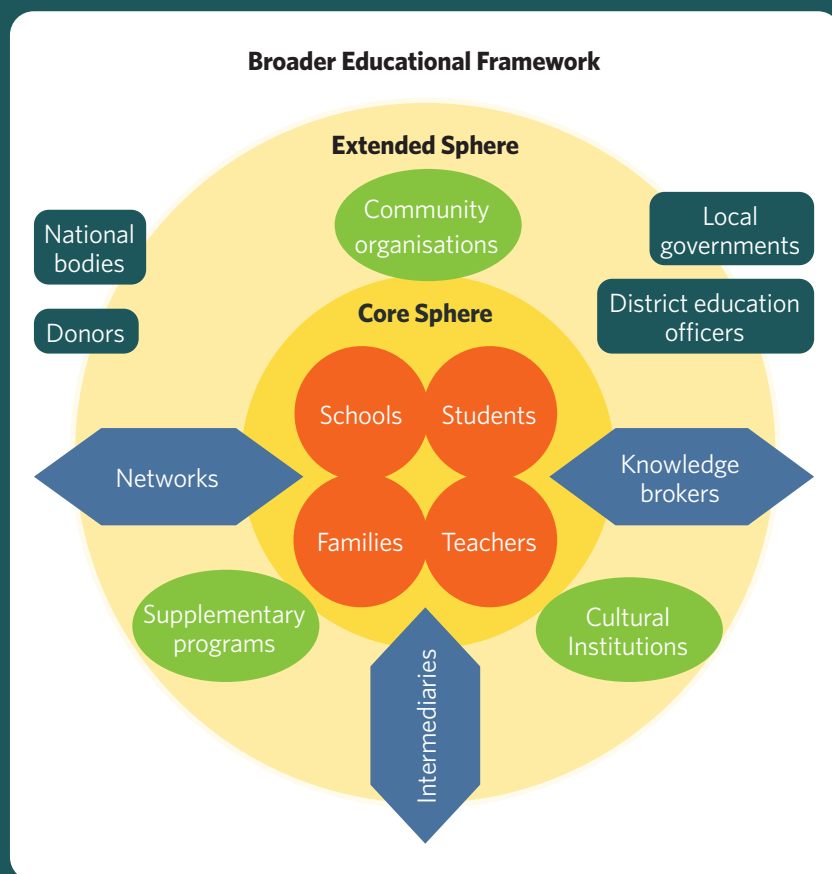 Broader Educational Framework
Extended Sphere
Community
organisations
National
bodies
Local
governments
Donors
District education
officers
Core Sphere
Schools
Students
Networks
Knowledge
brokers
Families
Teachers
Supplementary
programs
Cultural
Institutions
Intermediaries